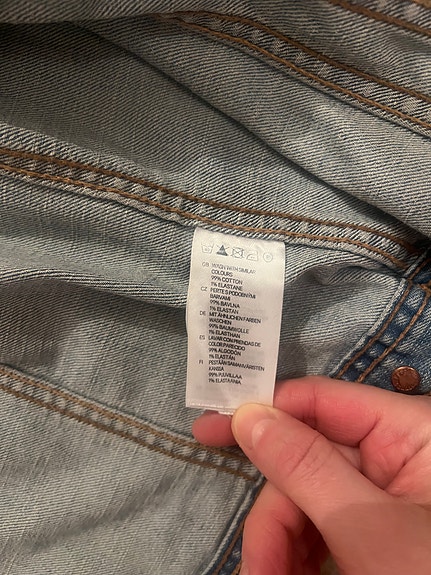 GB WASH WITH SIMILAR
COLOURS
99% COTTON
1% ELASTANE
CZ PERTE S PODOBNÝMI
BARVAMI
99% BAVLNA
1% ELASTAN
DE MIT ÄHNLICHEN FARBEN
WASCHEN
99% BAUMWOLLE
1% ELASTHAN
ES LAVAR CON PRENDAS DE
COLOR PARECIDO
99% ALGODÓN
1% ELASTÁN
FI PESTÄÄN SAMANVÄRISTEN
KANSSA
99% PUUVILLAA
1% ELASTAANIA